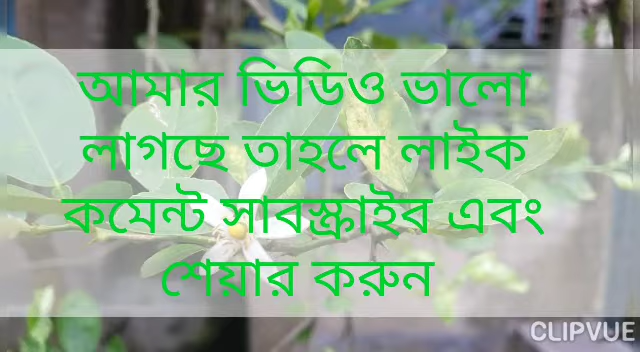 আমার ভিডিও ভালো
লাগছে তাহলে লাইক
কমেন্ট সাবস্ক্রাইব এবং
শেয়ার করুন
CLIPVUE